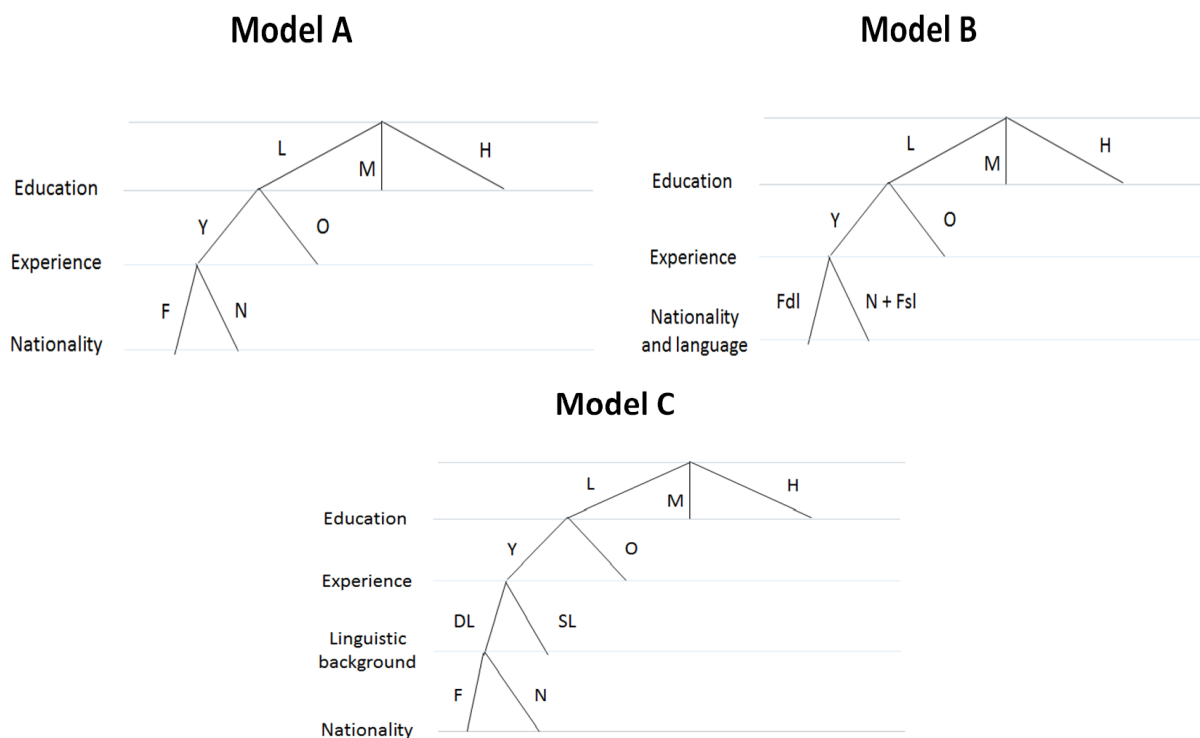 Model A
L
M
H
Education
Y
O
Experience
F
N
Nationality
Model B
L
M
H
Education
Y
O
Experience
Fdl
N + Fsl
Nationality
and language
Model C
L
M
H
Education
Y
O
Experience
DL
SL
Linguistic
background
F
N
Nationality